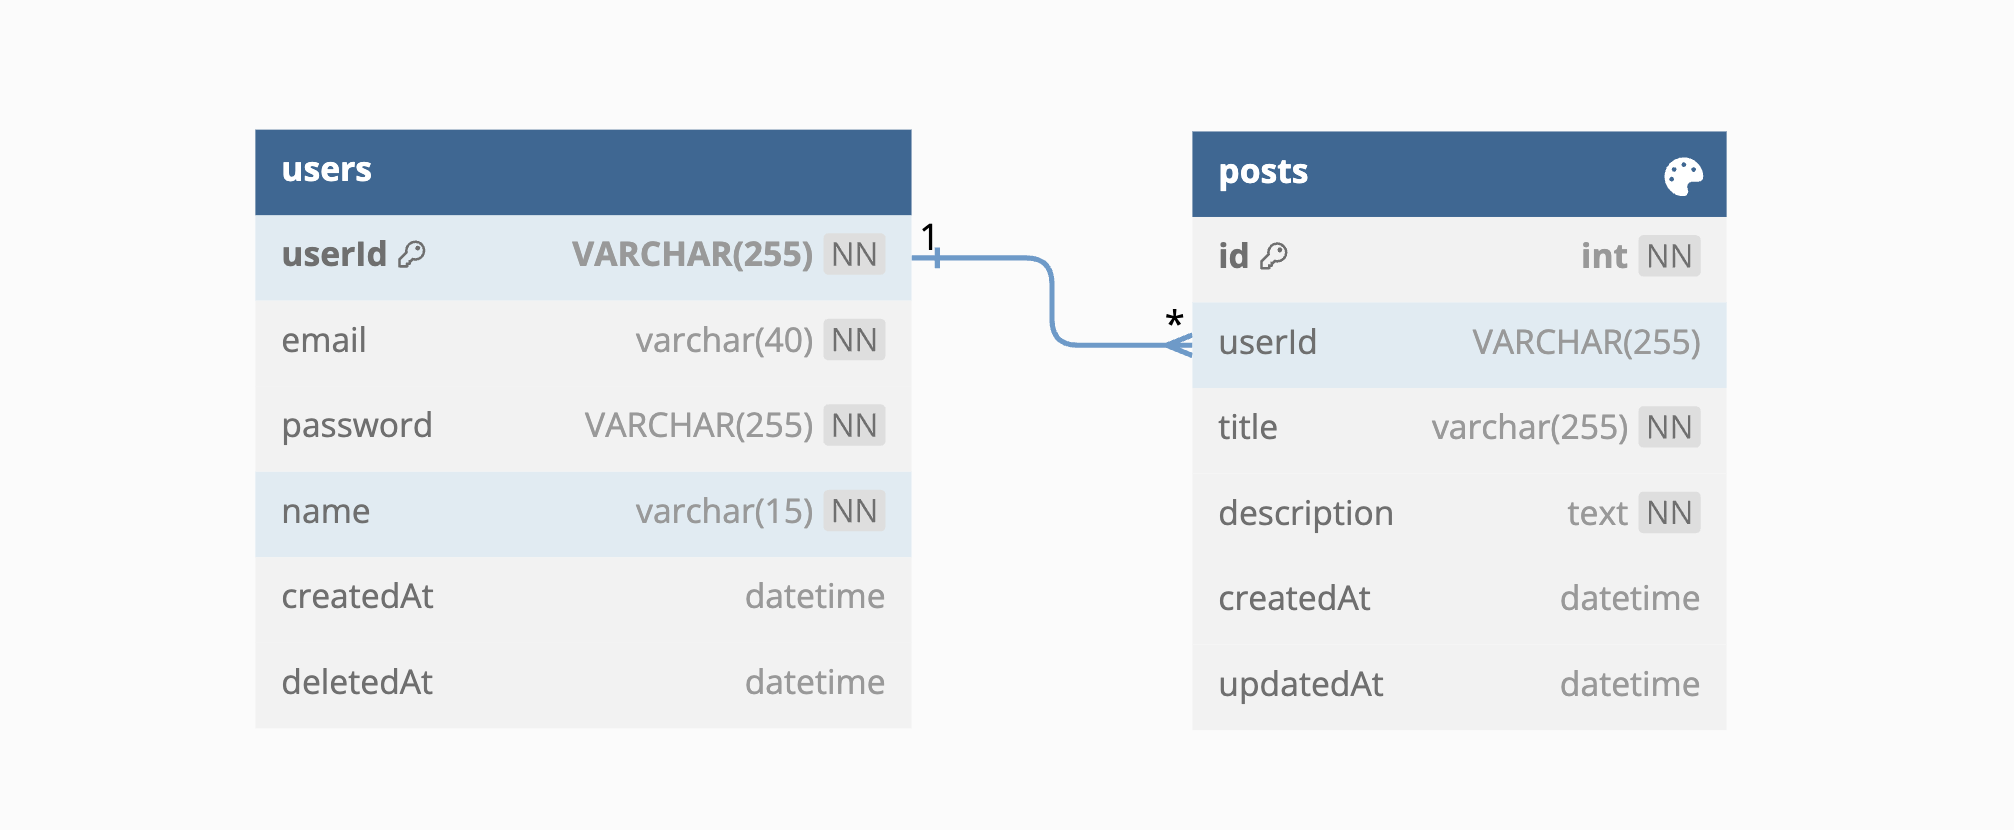 users
userId VARCHAR(255) NN
email varchar(40) NN
password VARCHAR(255) NN
name varchar(15) NN
createdAt datetime
deletedAt datetime
1
*
posts
id int NN
userId VARCHAR(255)
title varchar(255) NN
description text NN
createdAt datetime
updatedAt datetime